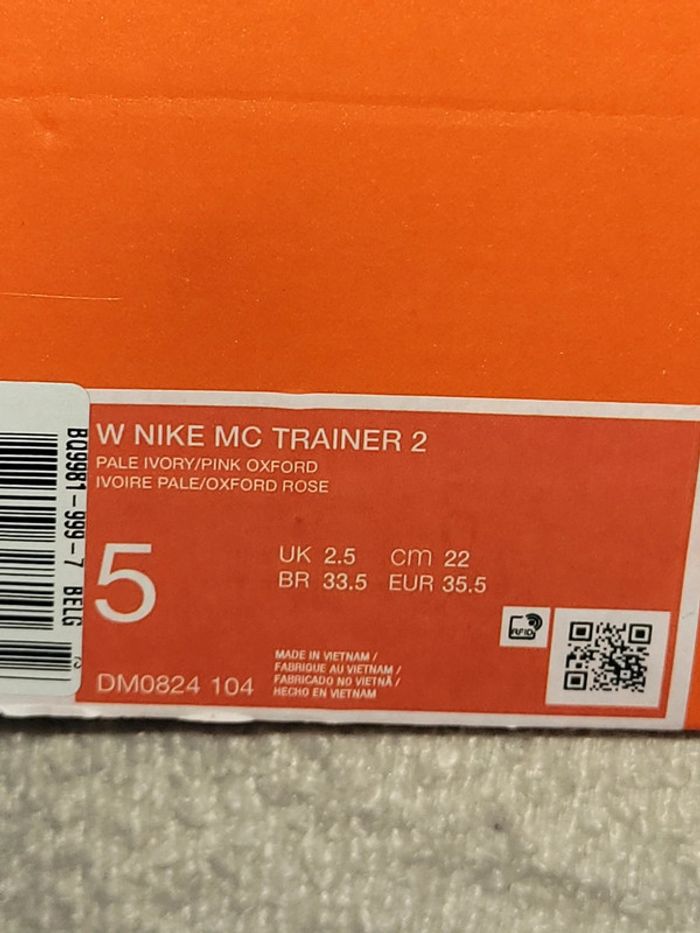 W NIKE MC TRAINER 2
PALE IVORY/PINK OXFORD
IVOIRE PALE/OXFORD ROSE
5
UK 2.5 cm 22
BR 33.5 EUR 35.5
RFID
MADE IN VIETNAM /
FABRIQUE AU VIETNAM /
FABRICADO NO VIETNÃ /
HECHO EN VIETNAM
DM0824 104
BQ9981-999-7 BELG